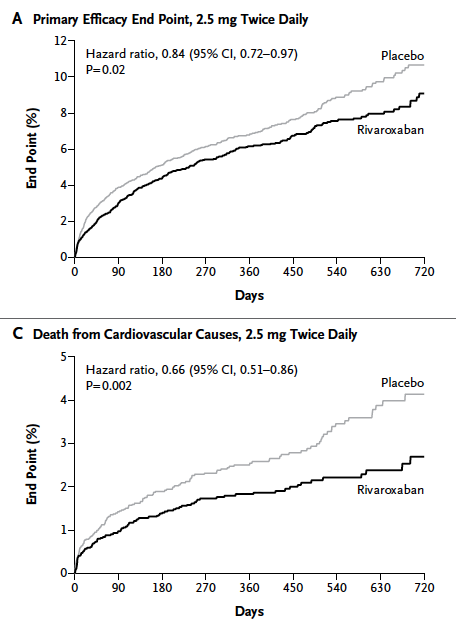 A Primary Efficacy End Point, 2.5 mg Twice Daily
12
10
8
6
4
2
0
End Point (%)
Hazard ratio, 0.84 (95% CI, 0.72–0.97)
P=0.02
Placebo
Rivaroxaban
0 90 180 270 360 450 540 630 720
Days
C Death from Cardiovascular Causes, 2.5 mg Twice Daily
5
4
3
2
1
0
End Point (%)
Hazard ratio, 0.66 (95% CI, 0.51–0.86)
P=0.002
Placebo
Rivaroxaban
0 90 180 270 360 450 540 630 720
Days